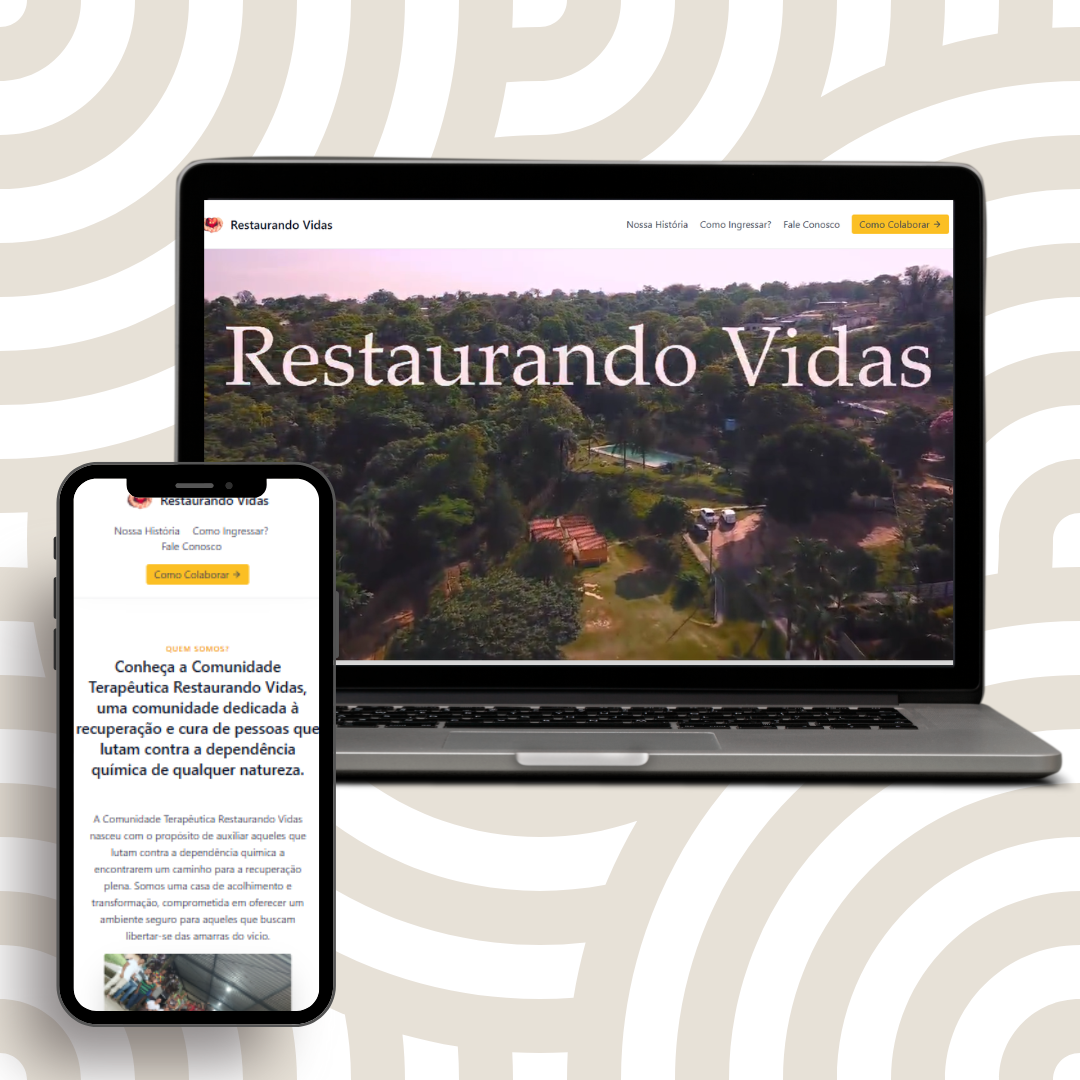 Restaurando Vidas
Nossa História Como Ingressar? Fale Conosco Como Colaborar →
Restaurando Vidas
Restaurando Vidas
Nossa História Como Ingressar?
Fale Conosco
Como Colaborar →
QUEM SOMOS?
Conheça a Comunidade
Terapêutica Restaurando Vidas,
uma comunidade dedicada à
recuperação e cura de pessoas que
lutam contra a dependência
química de qualquer natureza.
A Comunidade Terapêutica Restaurando Vidas
nasceu com o propósito de auxiliar aqueles que
lutam contra a dependência química a
encontrarem um caminho para a recuperação
plena. Somos uma casa de acolhimento e
transformação, comprometida em oferecer um
ambiente seguro para aqueles que buscam
libertar-se das amarras do vício.